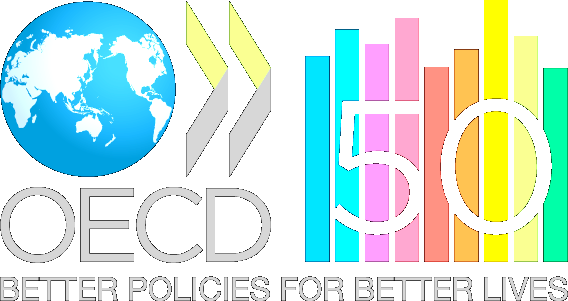 OECD
50
BETTER POLICIES FOR BETTER LIVES